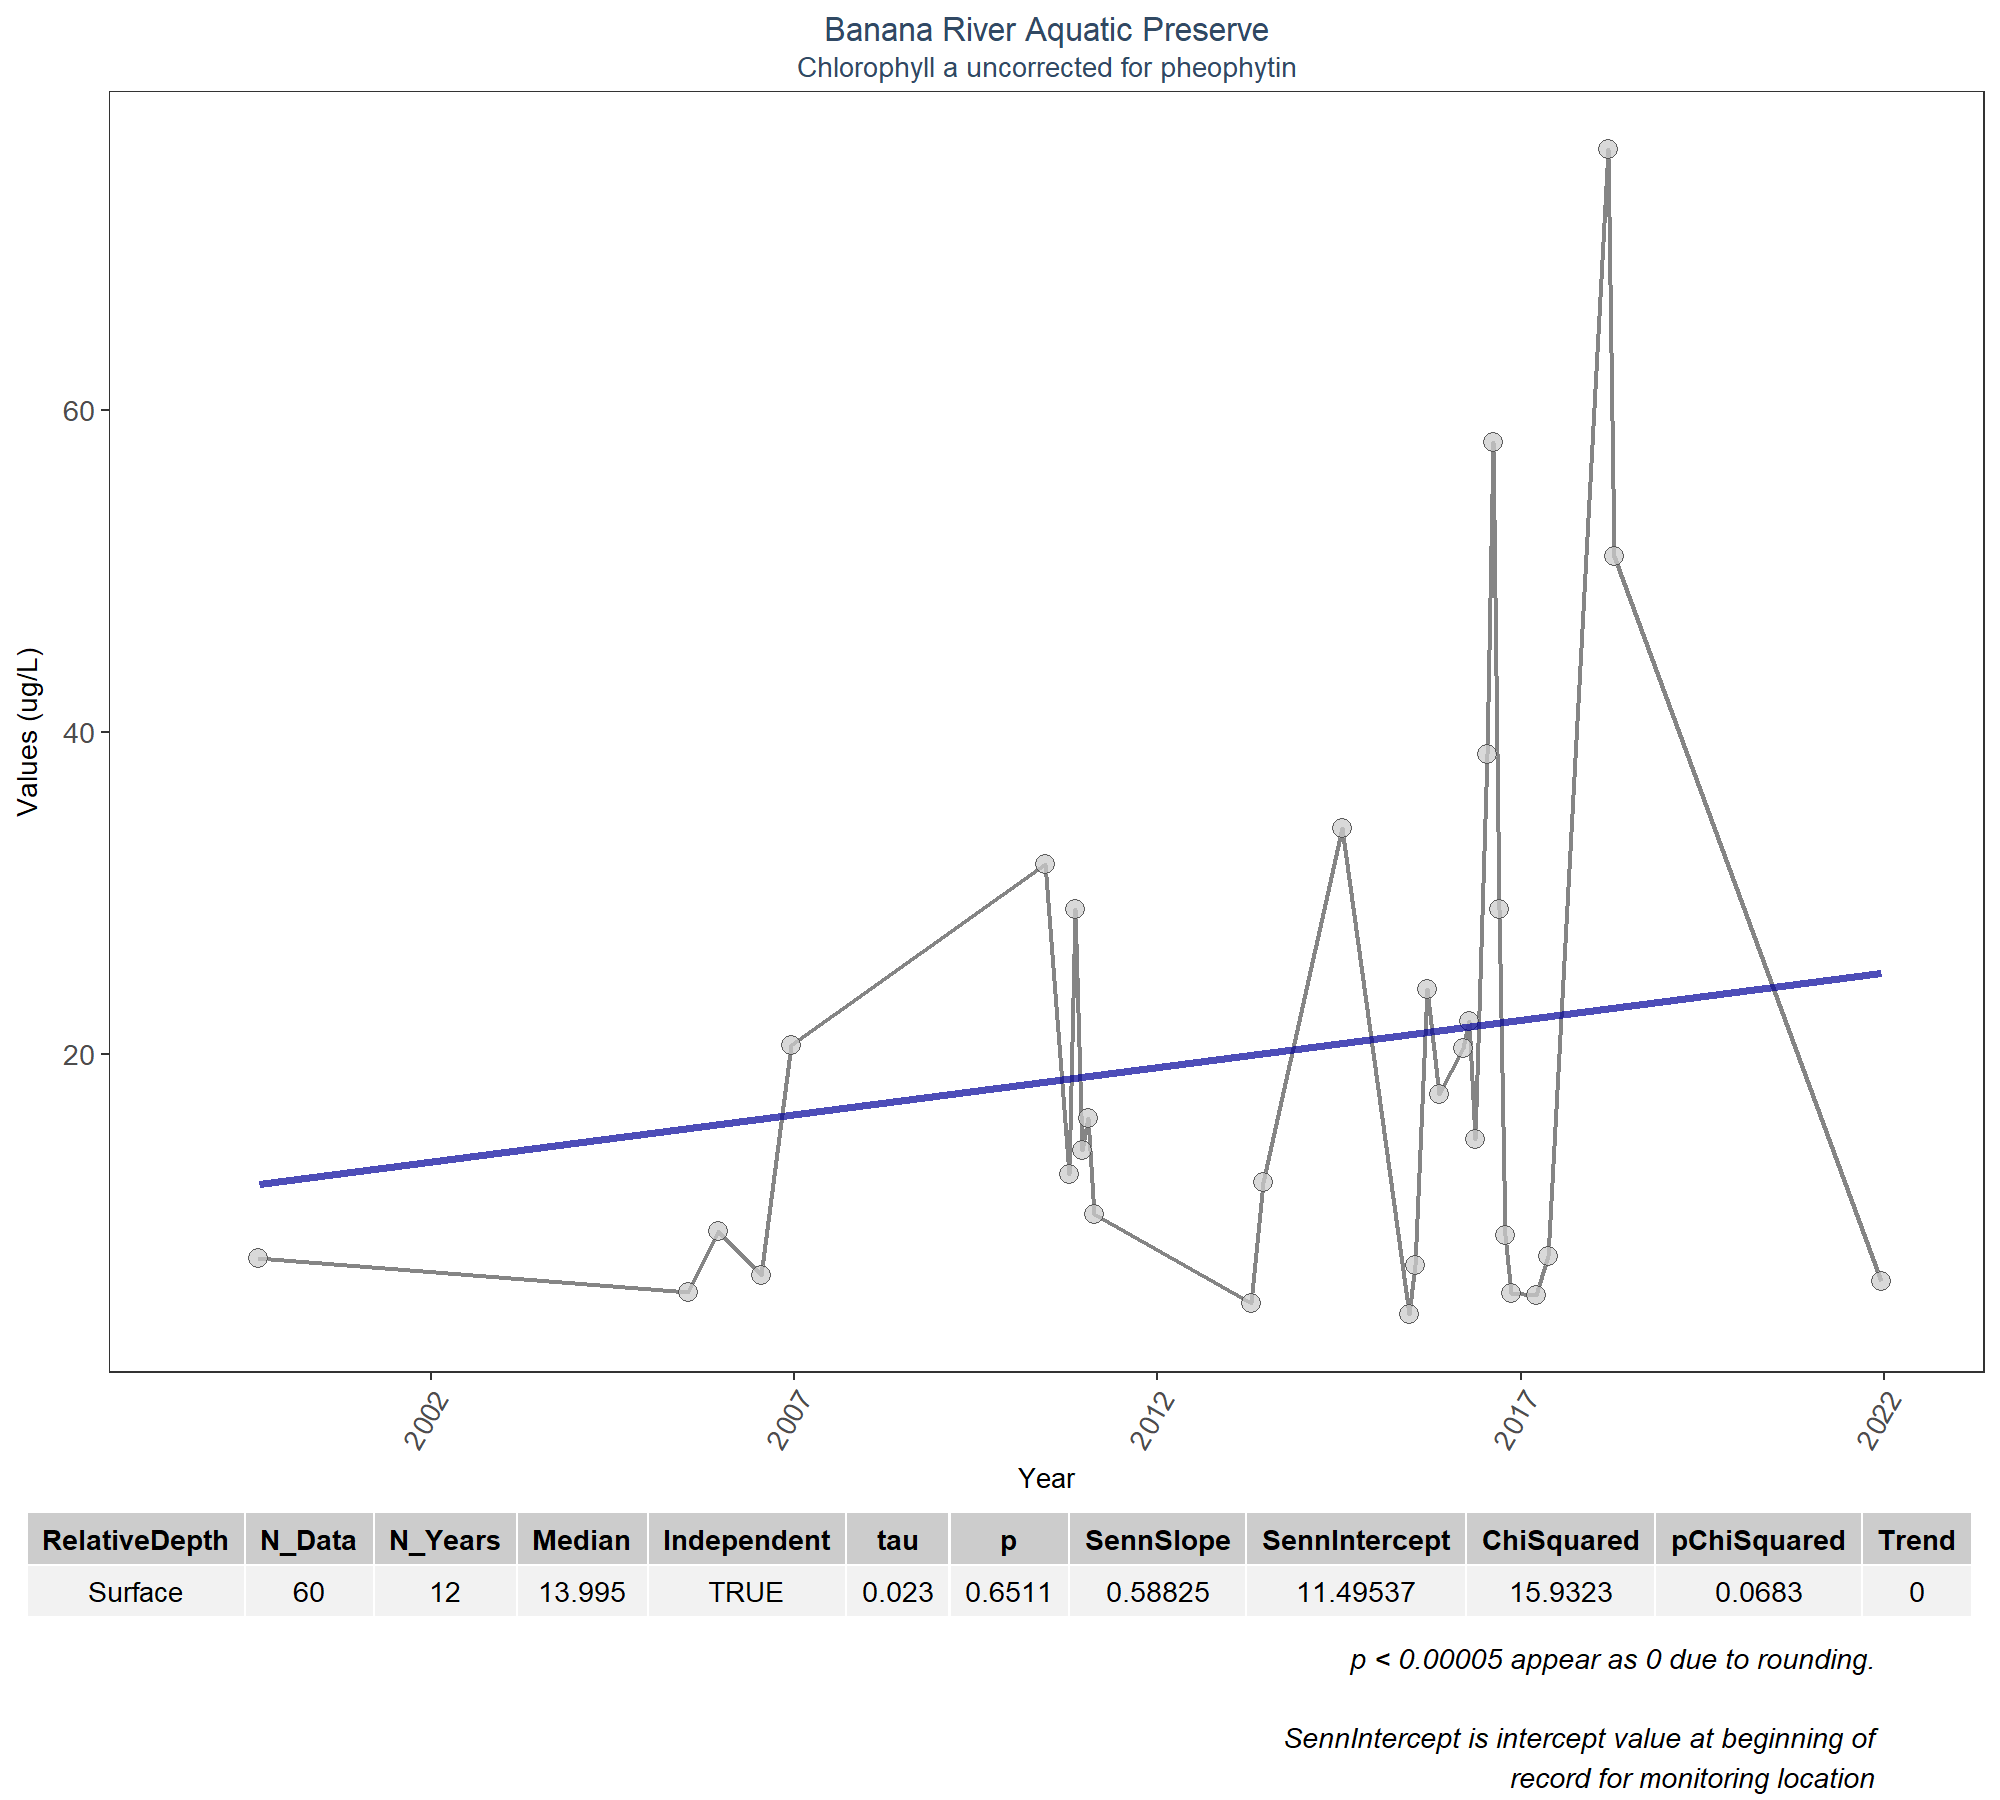 Banana River Aquatic Preserve
Chlorophyll a uncorrected for pheophytin
Values (ug/L)
60
40
20
2002
2007
2012
2017
2022
Year
RelativeDepth N_Data N_Years Median Independent tau p SennSlope SennIntercept ChiSquared pChiSquared Trend
Surface 60 12 13.995 TRUE 0.023 0.6511 0.58825 11.49537 15.9323 0.0683 0
p < 0.00005 appear as 0 due to rounding.
SennIntercept is intercept value at beginning of
record for monitoring location